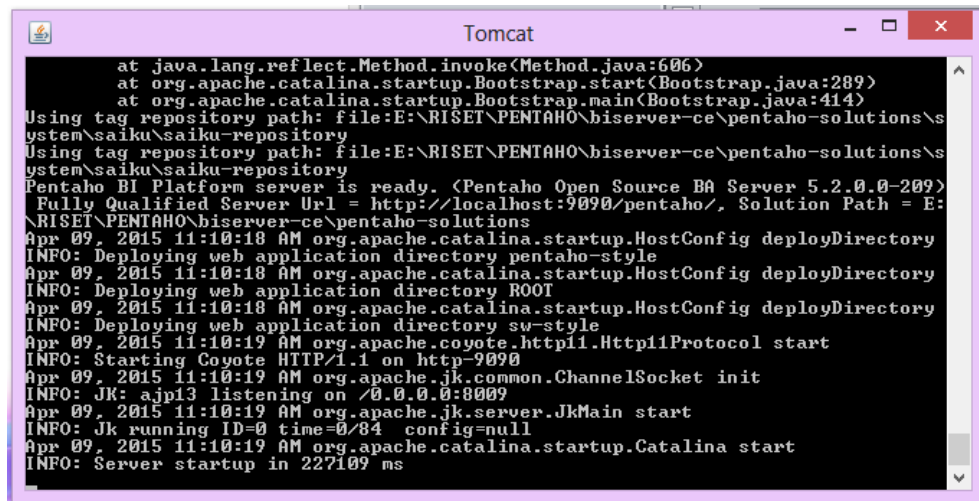 Tomcat
at java.lang.reflect.Method.invoke(Method.java:606)
at org.apache.catalina.startup.Bootstrap.start(Bootstrap.java:289)
at org.apache.catalina.startup.Bootstrap.main(Bootstrap.java:414)
Using tag repository path: file:E:\RISET\PENTAHO\biserver-ce\pentaho-solutions\s
ystem\saiku\saiku-repository
Using tag repository path: file:E:\RISET\PENTAHO\biserver-ce\pentaho-solutions\s
ystem\saiku\saiku-repository
Pentaho BI Platform server is ready. (Pentaho Open Source BA Server 5.2.0.0-209)
Fully Qualified Server Url = http://localhost:9090/pentaho/, Solution Path = E:
\RISET\PENTAHO\biserver-ce\pentaho-solutions
Apr 09, 2015 11:10:18 AM org.apache.catalina.startup.HostConfig deployDirectory
INFO: Deploying web application directory pentaho-style
Apr 09, 2015 11:10:18 AM org.apache.catalina.startup.HostConfig deployDirectory
INFO: Deploying web application directory ROOT
Apr 09, 2015 11:10:18 AM org.apache.catalina.startup.HostConfig deployDirectory
INFO: Deploying web application directory sw-style
Apr 09, 2015 11:10:19 AM org.apache.coyote.http11.Http11Protocol start
INFO: Starting Coyote HTTP/1.1 on http-9090
Apr 09, 2015 11:10:19 AM org.apache.jk.common.ChannelSocket init
INFO: JK: ajp13 listening on /0.0.0.0:8009
Apr 09, 2015 11:10:19 AM org.apache.jk.server.JkMain start
INFO: Jk running ID=0 time=0/84  config=null
Apr 09, 2015 11:10:19 AM org.apache.catalina.startup.Catalina start
INFO: Server startup in 227109 ms